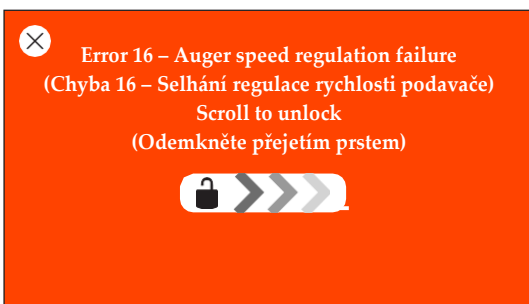 Error 16 – Auger speed regulation failure
(Chyba 16 – Selhání regulace rychlosti podavače)
Scroll to unlock
(Odemkněte přejetím prstem)